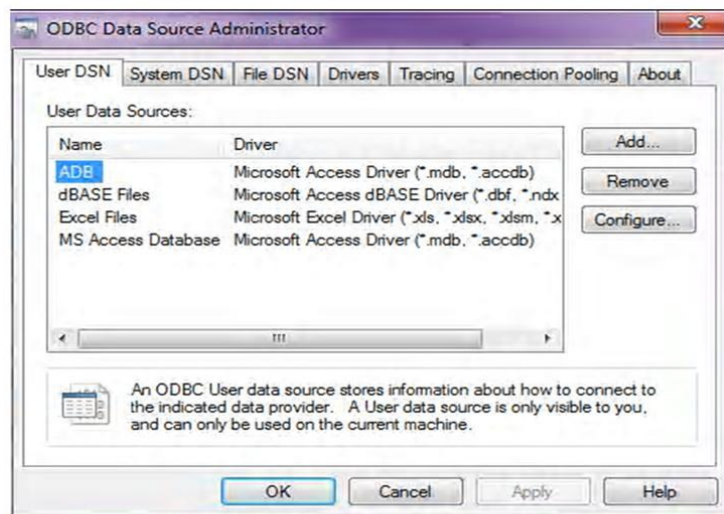 ODBC Data Source Administrator
User DSN System DSN File DSN Drivers Tracing Connection Pooling About
User Data Sources:
Name Driver
ADB Microsoft Access Driver (*.mdb, *.accdb)
dBASE Files Microsoft Access dBASE Driver (*.dbf, *.ndx
Excel Files Microsoft Excel Driver (*.xls, *.xlsx, *.xlsm, *.x
MS Access Database Microsoft Access Driver (*.mdb, *.accdb)
Add...
Remove
Configure...
An ODBC User data source stores information about how to connect to
the indicated data provider. A User data source is only visible to you,
and can only be used on the current machine.
OK Cancel Apply Help